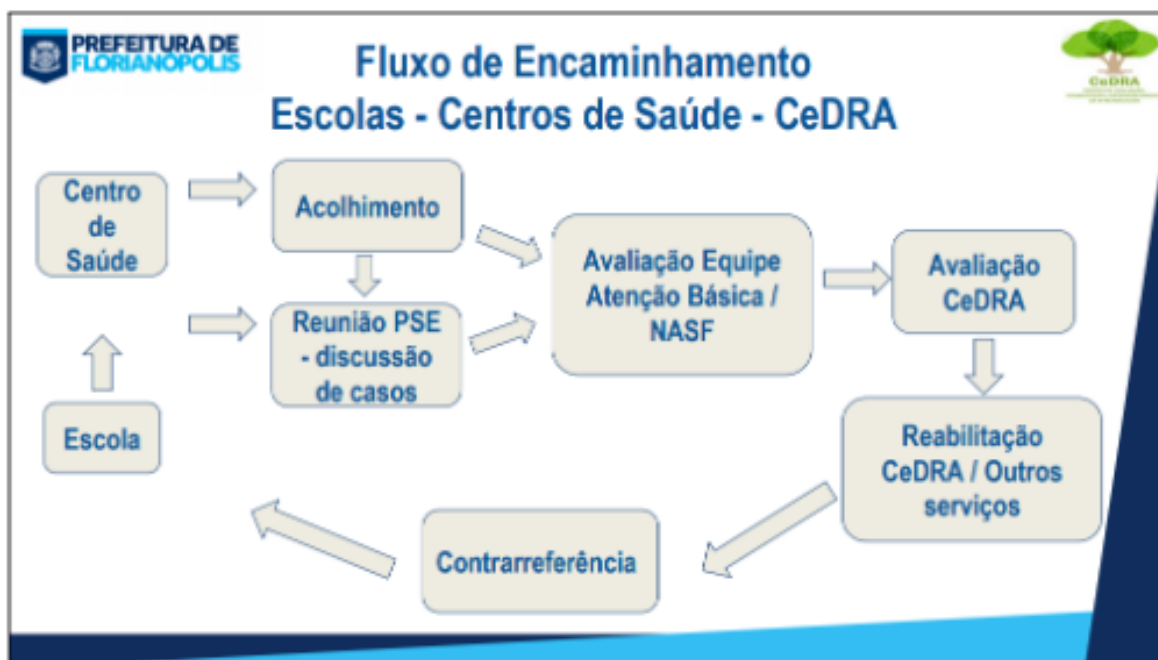 PREFEITURA DE
FLORIANÓPOLIS
Fluxo de Encaminhamento
Escolas - Centros de Saúde - CeDRA
CeDRA
Centro
de
Saúde
Acolhimento
Avaliação Equipe
Atenção Básica /
NASF
Avaliação
CeDRA
Reunião PSE
- discussão
de casos
Escola
Reabilitação
CeDRA / Outros
serviços
Contrarreferência